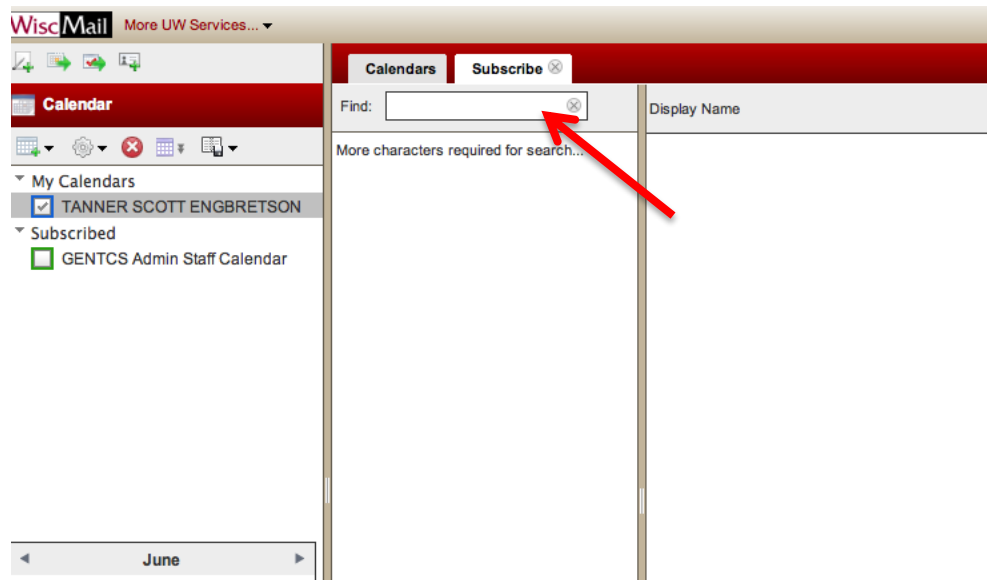 WiscMail More UW Services...
Calendars Subscribe
Calendar
Find:
Display Name
More characters required for search...
My Calendars
TANNER SCOTT ENGBRETSON
Subscribed
GENTCS Admin Staff Calendar
June